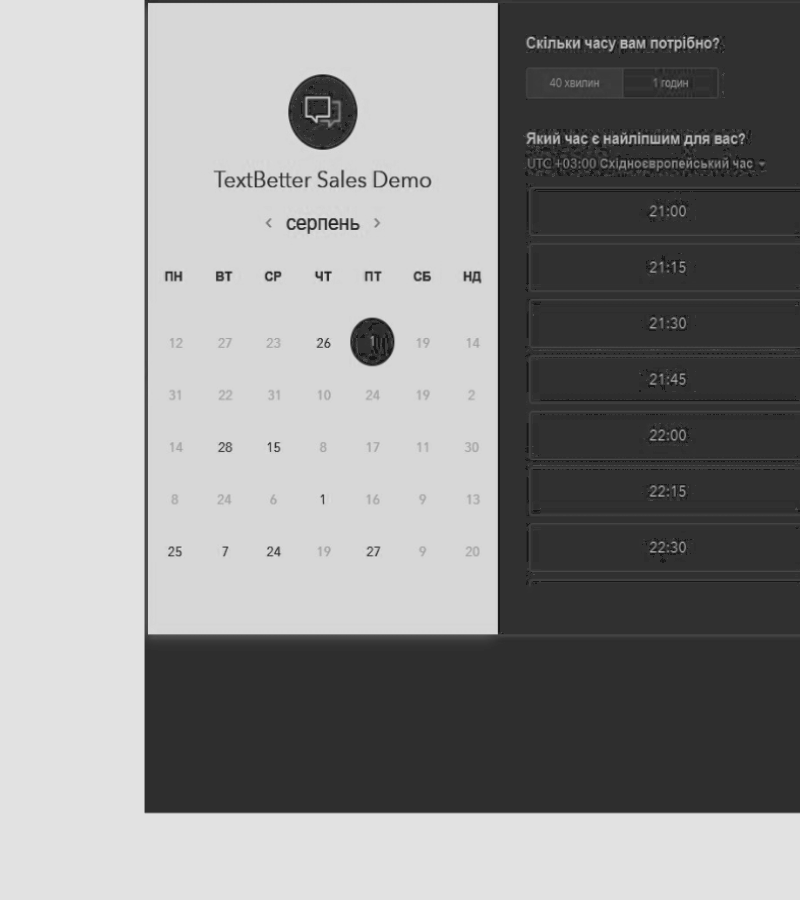 TextBetter Sales Demo
< серпень >
ПН ВТ СР ЧТ ПТ СБ НД
12 27 23 26 19 14
31 22 31 10 24 19 2
14 28 15 8 17 11 30
8 24 6 1 16 9 13
25 7 24 19 27 9 20
Скільки часу вам потрібно?
40 хвилин 1 годин
Який час є найліпшим для вас?
UTC +03:00 Східноєвропейський час
21:00
21:15
21:30
21:45
22:00
22:15
22:30